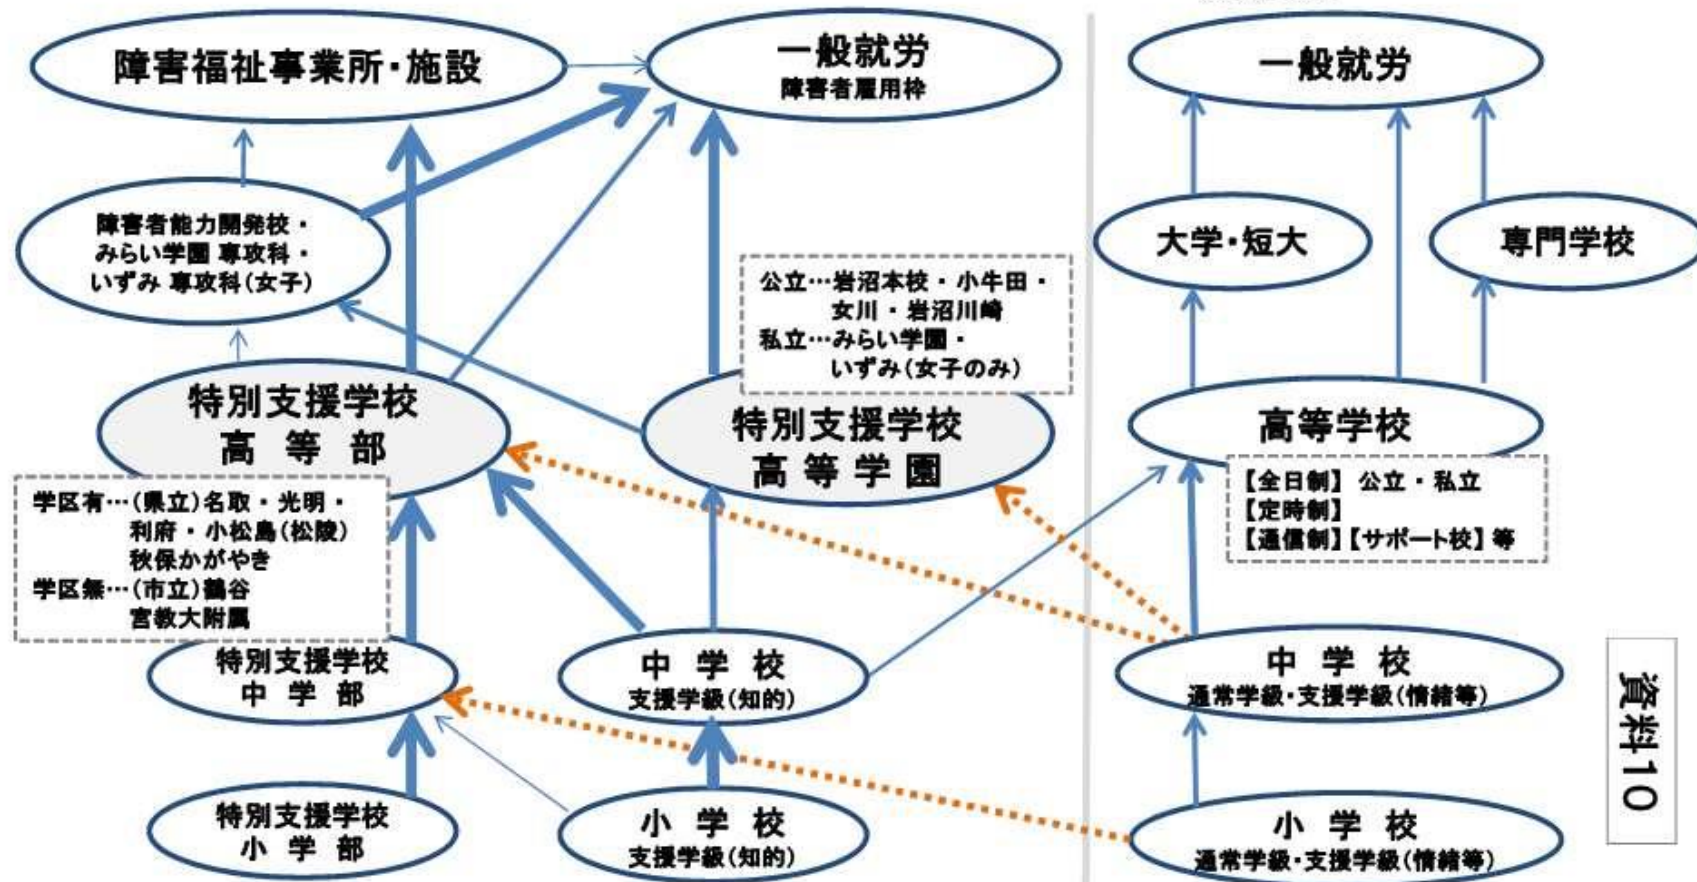 障害福祉事業所・施設
一般就労
障害者雇用枠
一般就労
障害者能力開発校・
みらい学園 専攻科・
いずみ 専攻科(女子)
大学・短大
専門学校
公立…岩沼本校・小牛田・
女川・岩沼川崎
私立…みらい学園・
いずみ(女子のみ)
特別支援学校
高 等 部
特別支援学校
高 等 学 園
高等学校
【全日制】 公立・私立
【定時制】
【通信制】【サポート校】等
学区有…(県立)名取・光明・
利府・小松島(松陵)
秋保かがやき
学区無…(市立)鶴谷
宮教大附属
特別支援学校
中 学 部
中 学 校
支援学級(知的)
中 学 校
通常学級・支援学級(情緒等)
特別支援学校
小 学 部
小 学 校
支援学級(知的)
小 学 校
通常学級・支援学級(情緒等)
資料10